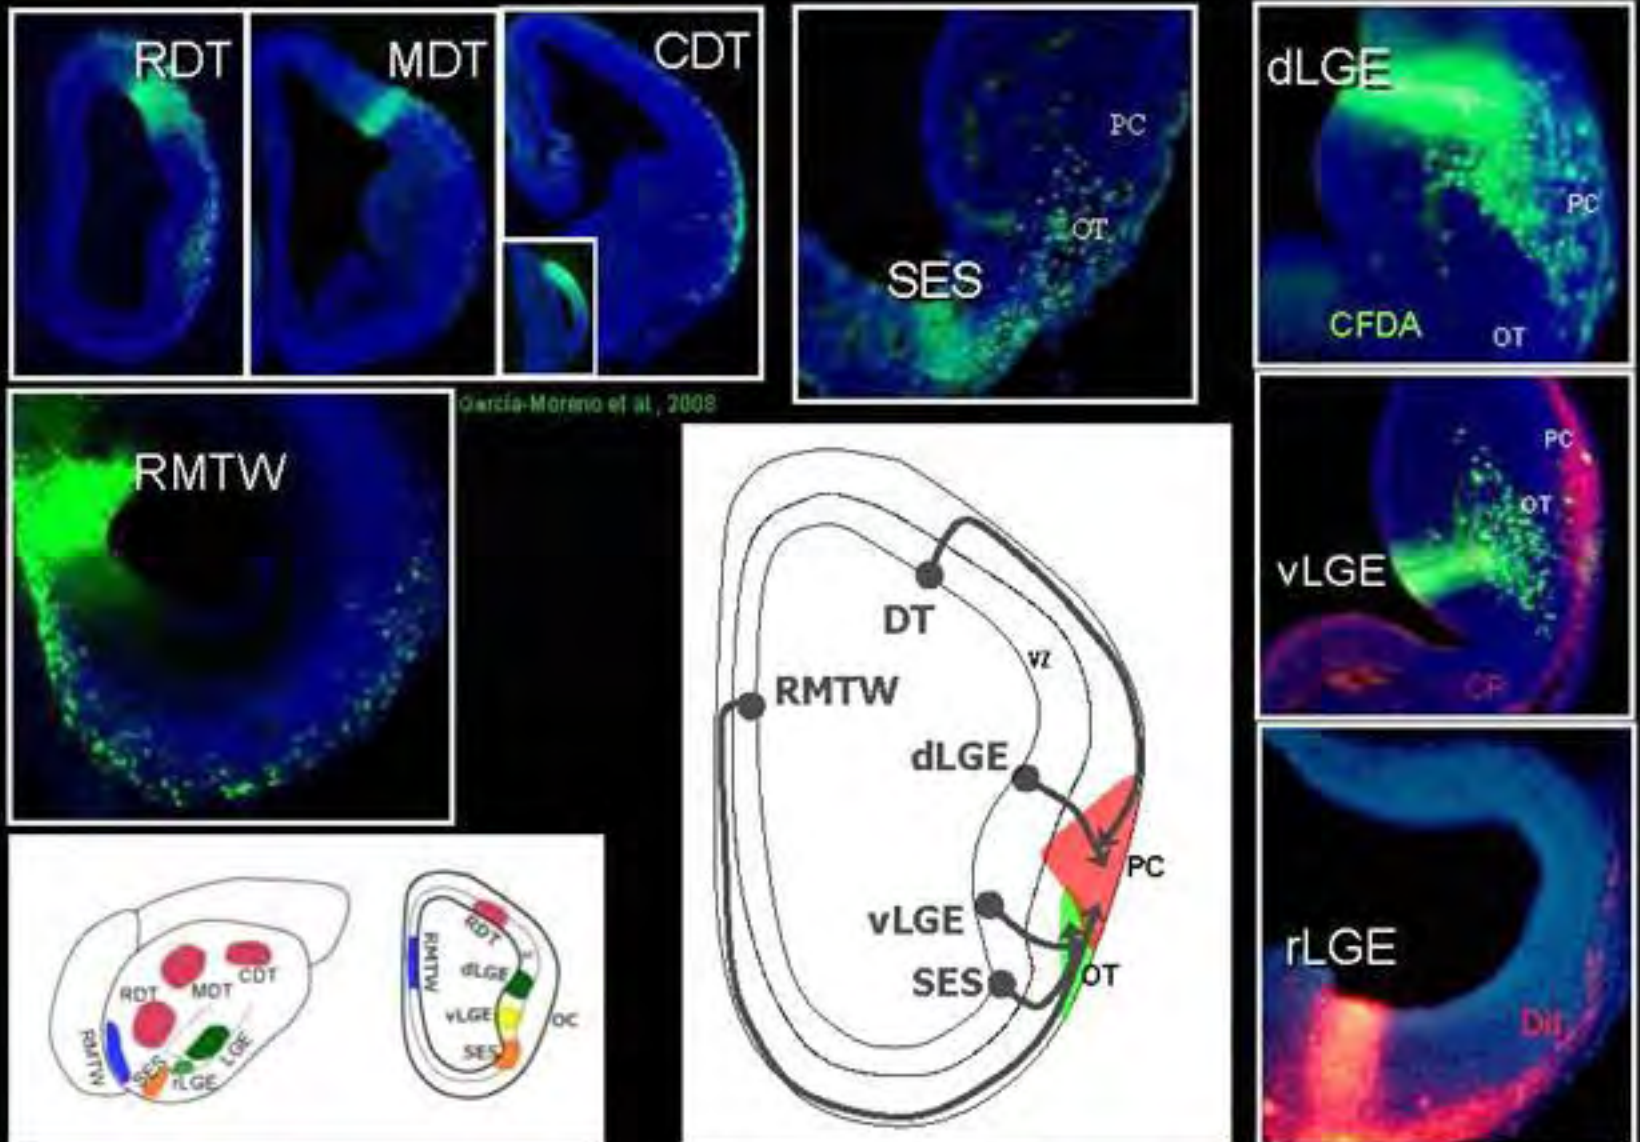 RDT
MDT
CDT
PC
OT
SES
dLGE
PC
CFDA
OT
García-Moreno et al., 2008
RMTW
PC
OT
vLGE
CP
DT
VZ
RMTW
dLGE
PC
vLGE
SES
OT
rLGE
DiI
CDT
MDT
RDT
RMTW
SES
rLGE
LGE
RDT
RMTW
dLGE
vLGE
OC
SES